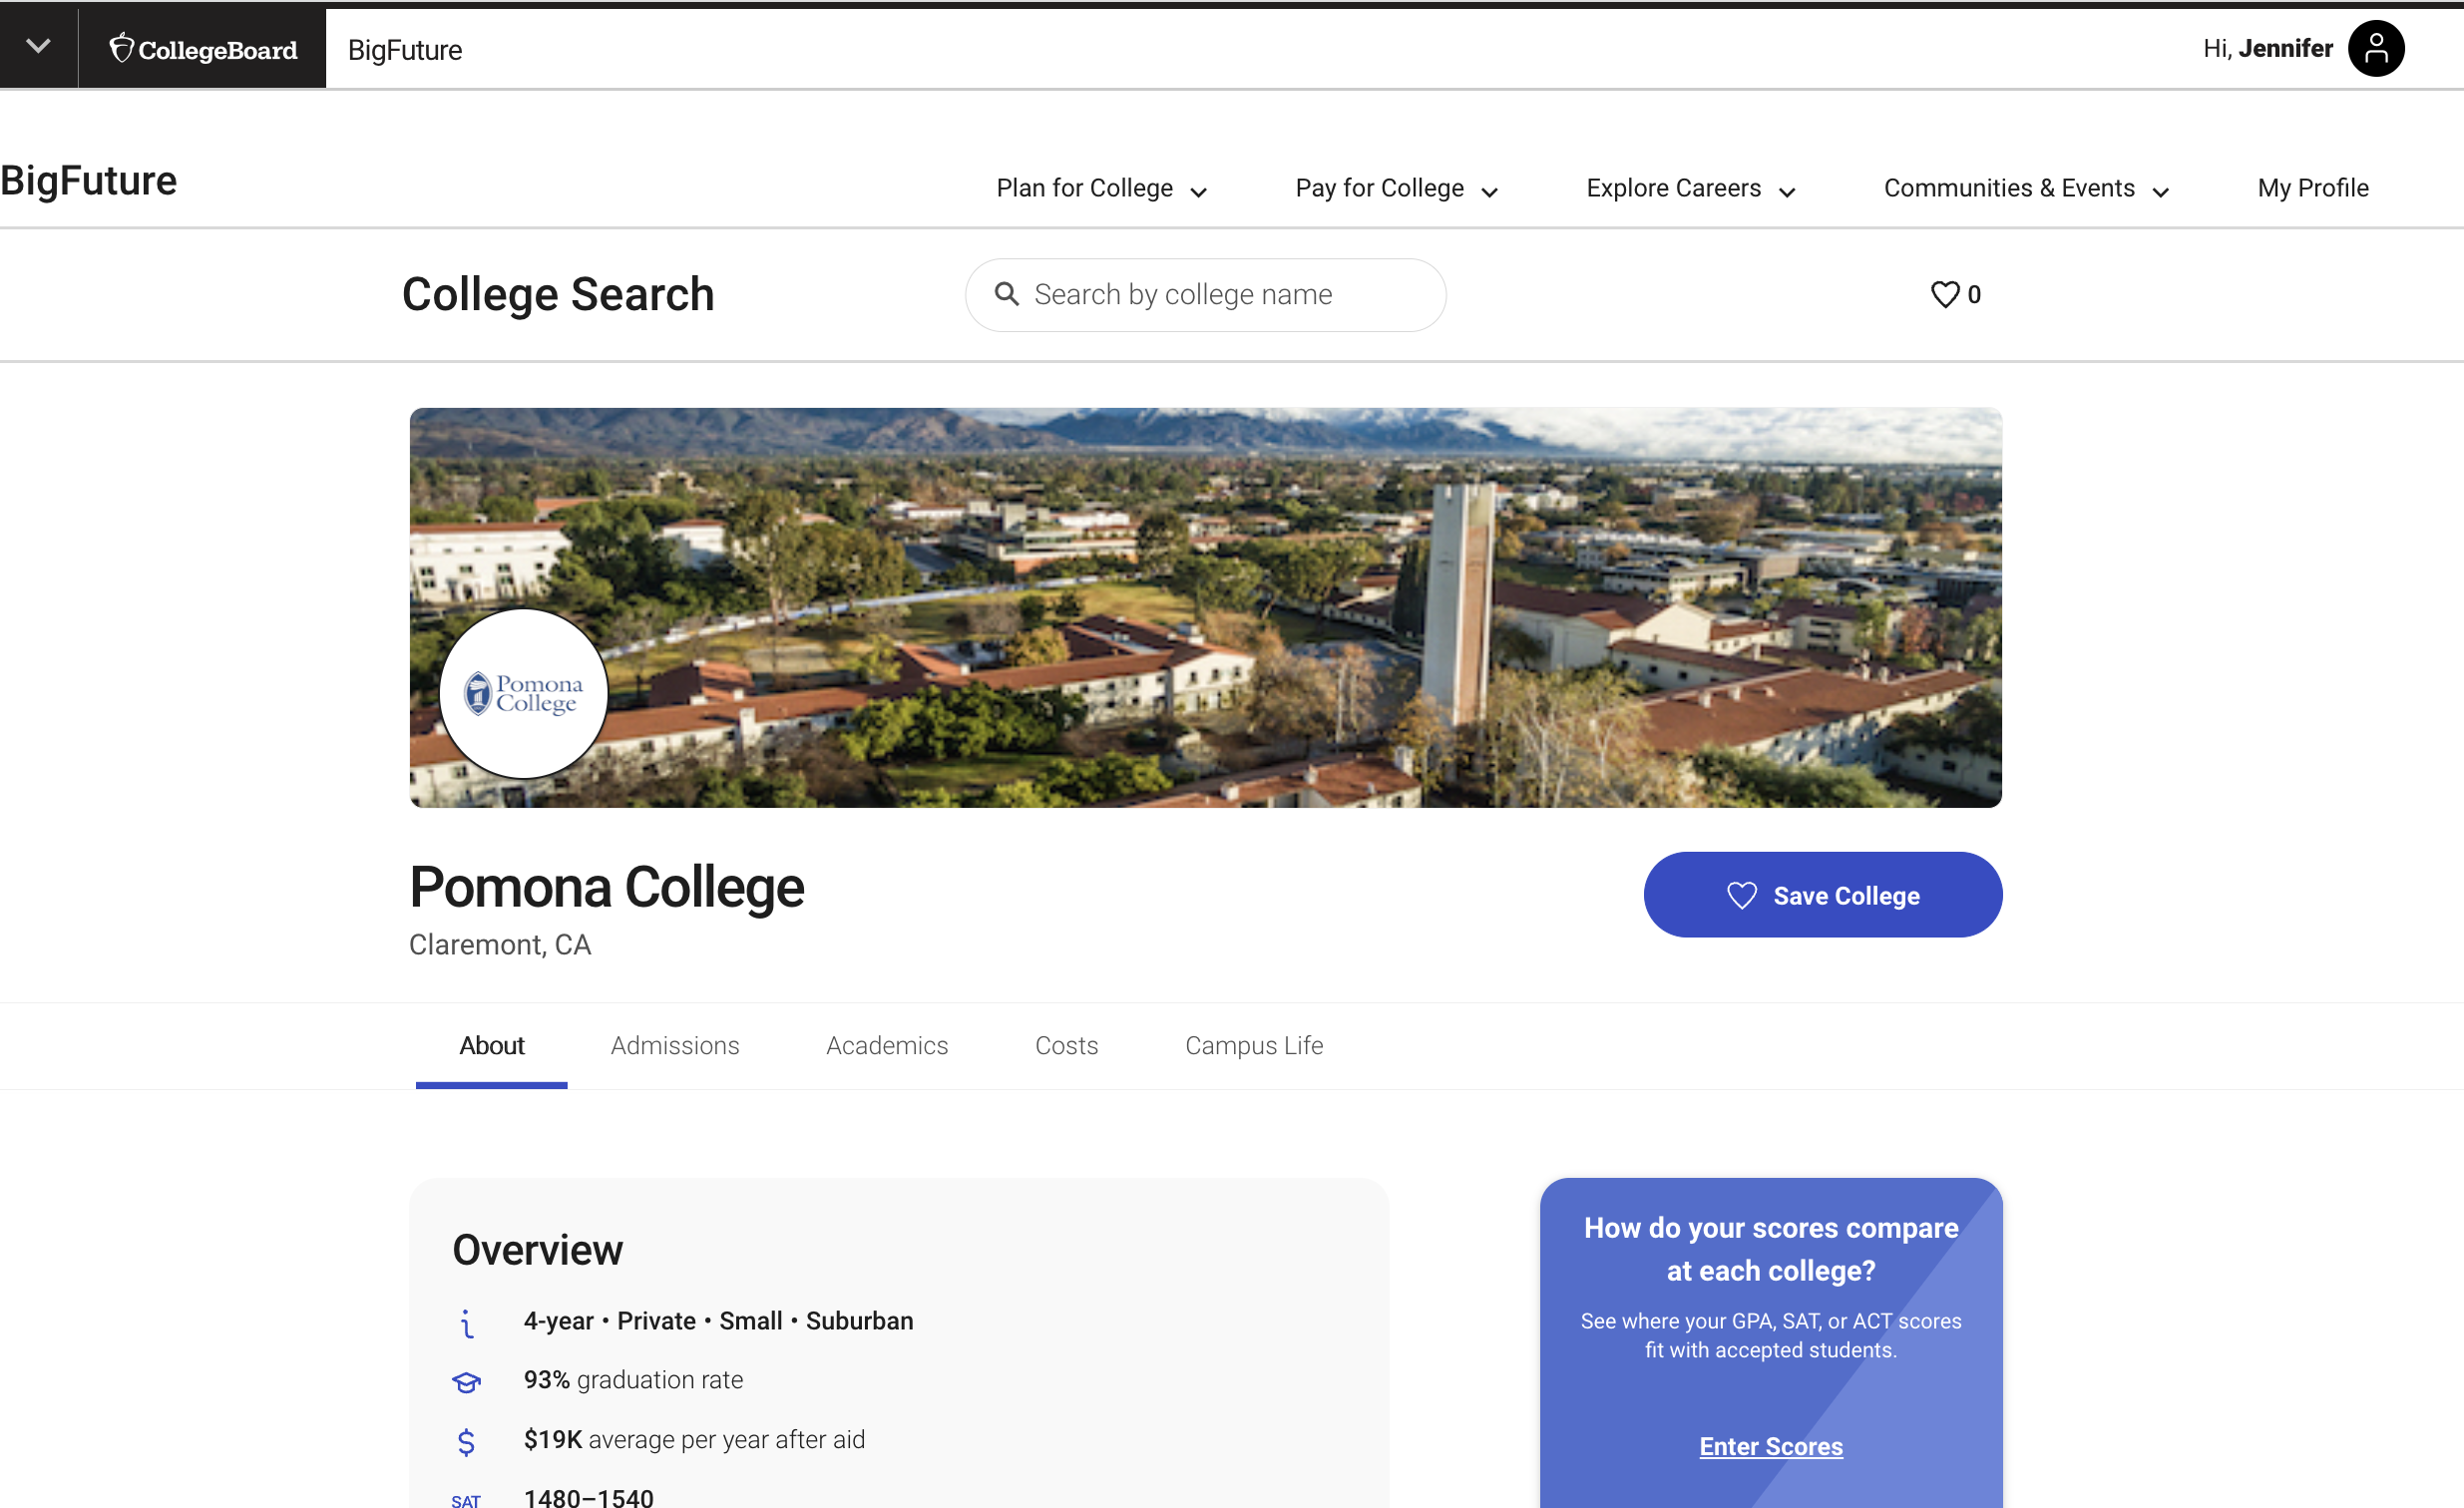 CollegeBoard
BigFuture
Hi, Jennifer
BigFuture
Plan for College
Pay for College
Explore Careers
Communities & Events
My Profile
College Search
Search by college name
0
Pomona
College
Pomona College
Save College
Claremont, CA
About
Admissions
Academics
Costs
Campus Life
Overview
4-year • Private • Small • Suburban
93% graduation rate
$19K average per year after aid
SAT 1480–1540
How do your scores compare
at each college?
See where your GPA, SAT, or ACT scores
fit with accepted students.
Enter Scores